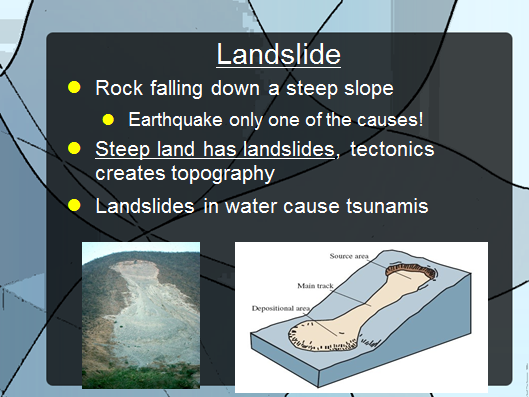 Landslide
Rock falling down a steep slope
Earthquake only one of the causes!
Steep land has landslides, tectonics
creates topography
Landslides in water cause tsunamis
Source area
Main track
Depositional area